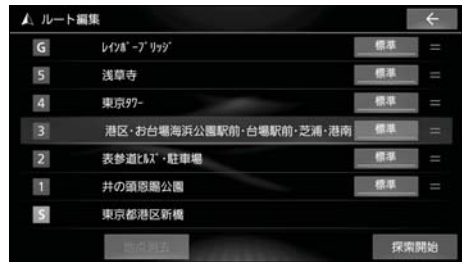 ルート編集
G ﾚｲﾝﾎﾞｰﾌﾞﾘｯｼﾞ 標準
5 浅草寺 標準
4 東京ﾀﾜｰ 標準
3 港区・お台場海浜公園駅前・台場駅前・芝浦・港南 標準
2 表参道ﾋﾙｽﾞ・駐車場 標準
1 井の頭恩賜公園 標準
S 東京都港区新橋
地点消去 探索開始